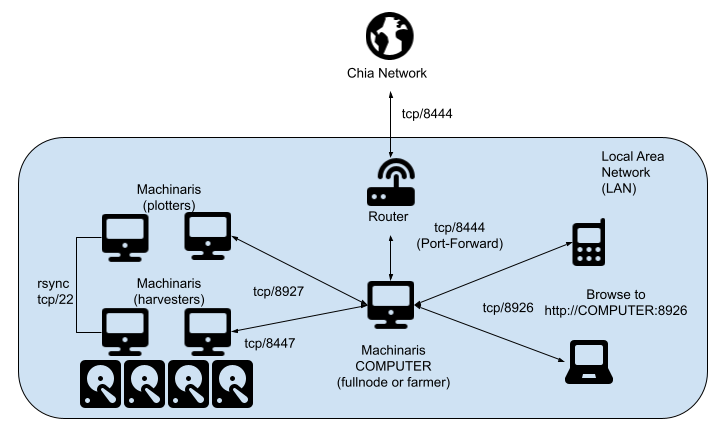 Chia Network
tcp/8444
Local Area
Network
(LAN)
Machinaris
(plotters)
Router
tcp/8444
(Port-Forward)
rsync
tcp/22
Machinaris
(harvesters)
tcp/8927
Browse to
http://COMPUTER:8926
tcp/8926
tcp/8447
Machinaris
COMPUTER
(fullnode or farmer)